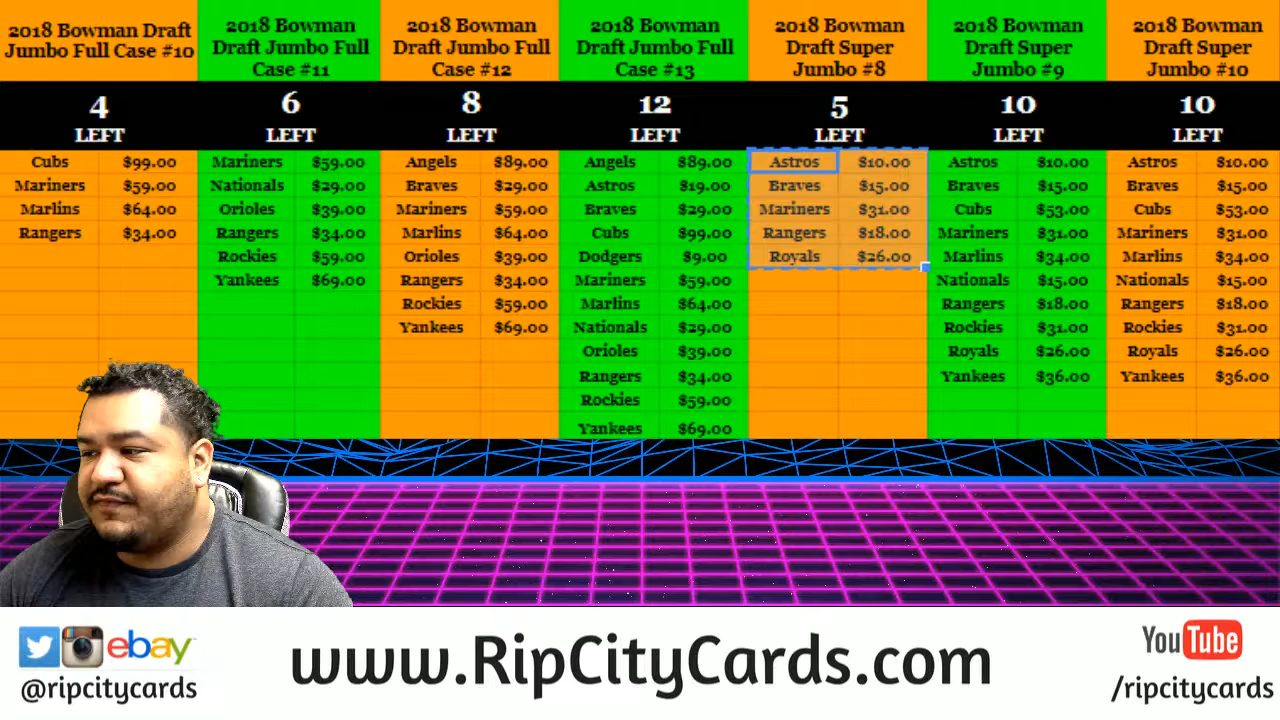 2018 Bowman Draft
Jumbo Full Case #10
4
LEFT
Cubs $99.00
Mariners $59.00
Marlins $64.00
Rangers $34.00
2018 Bowman
Draft Jumbo Full
Case #11
6
LEFT
Mariners $59.00
Nationals $29.00
Orioles $39.00
Rangers $34.00
Rockies $59.00
Yankees $69.00
2018 Bowman
Draft Jumbo Full
Case #12
8
LEFT
Angels $89.00
Braves $29.00
Mariners $59.00
Marlins $64.00
Orioles $39.00
Rangers $34.00
Rockies $59.00
Yankees $69.00
2018 Bowman
Draft Jumbo Full
Case #13
12
LEFT
Angels $89.00
Astros $19.00
Braves $29.00
Cubs $99.00
Dodgers $9.00
Mariners $59.00
Marlins $64.00
Nationals $29.00
Orioles $39.00
Rangers $34.00
Rockies $59.00
Yankees $69.00
2018 Bowman
Draft Super
Jumbo #8
5
LEFT
Astros $10.00
Braves $15.00
Mariners $31.00
Rangers $18.00
Royals $26.00
2018 Bowman
Draft Super
Jumbo #9
10
LEFT
Astros $10.00
Braves $15.00
Cubs $53.00
Mariners $31.00
Marlins $34.00
Nationals $15.00
Rangers $18.00
Rockies $31.00
Royals $26.00
Yankees $36.00
2018 Bowman
Draft Super
Jumbo #10
10
LEFT
Astros $10.00
Braves $15.00
Cubs $53.00
Mariners $31.00
Marlins $34.00
Nationals $15.00
Rangers $18.00
Rockies $31.00
Royals $26.00
Yankees $36.00
ebay
@ripcitycards
www.RipCityCards.com
YouTube
/ripcitycards